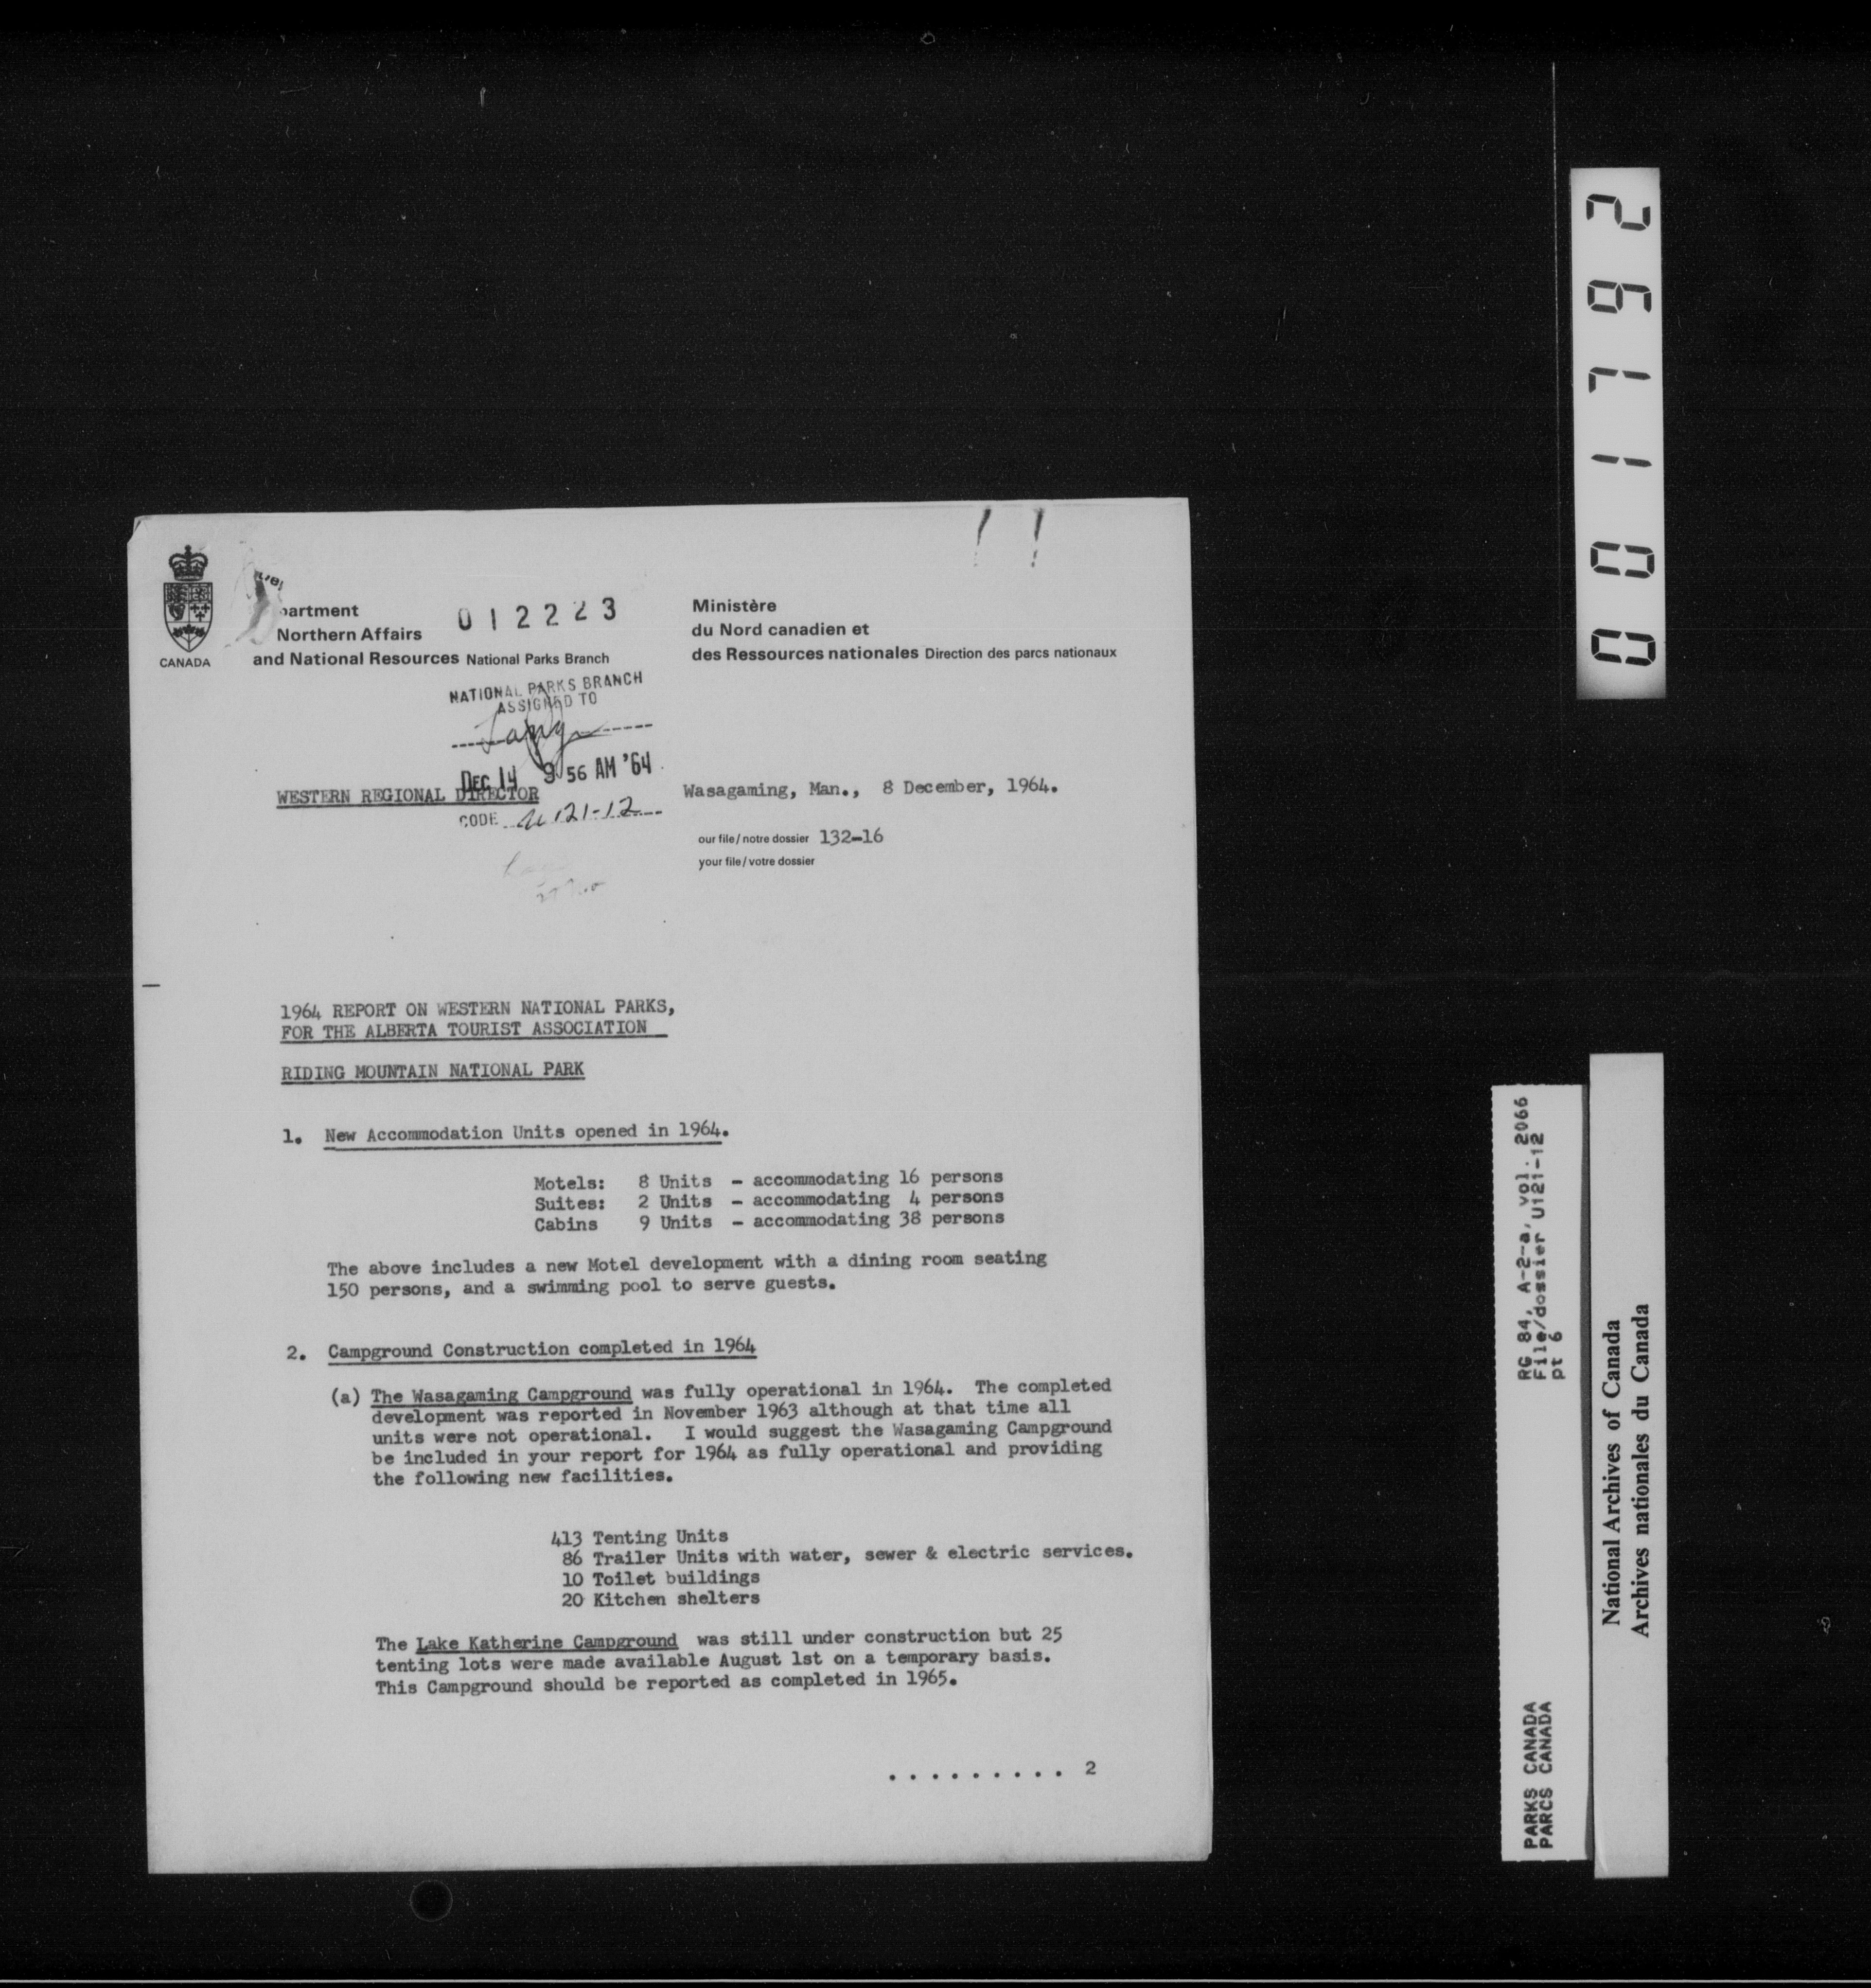 partment
Northern Affairs
and National Resources National Parks Branch
CANADA
012223
Ministère
du Nord canadien et
des Ressources nationales Direction des parcs nationaux
NATIONAL PARKS BRANCH
ASSIGNED TO
DEC 14 9 56 AM '64
WESTERN REGIONAL DIRECTOR
CODE U121-12
Wasagaming, Man., 8 December, 1964.
our file/notre dossier 132-16
your file/votre dossier
1964 REPORT ON WESTERN NATIONAL PARKS,
FOR THE ALBERTA TOURIST ASSOCIATION
RIDING MOUNTAIN NATIONAL PARK
1. New Accommodation Units opened in 1964.
Motels: 8 Units - accommodating 16 persons
Suites: 2 Units - accommodating 4 persons
Cabins 9 Units - accommodating 38 persons
The above includes a new Motel development with a dining room seating
150 persons, and a swimming pool to serve guests.
2. Campground Construction completed in 1964
(a) The Wasagaming Campground was fully operational in 1964. The completed
development was reported in November 1963 although at that time all
units were not operational. I would suggest the Wasagaming Campground
be included in your report for 1964 as fully operational and providing
the following new facilities.
413 Tenting Units
86 Trailer Units with water, sewer & electric services.
10 Toilet buildings
20 Kitchen shelters
The Lake Katherine Campground was still under construction but 25
tenting lots were made available August 1st on a temporary basis.
This Campground should be reported as completed in 1965.
. . . . . . . . . 2
001792
PARKS CANADA
PARCS CANADA
RG 84, A-2-a, vol. 2066
File/dossier U121-12
pt 6
National Archives of Canada
Archives nationales du Canada